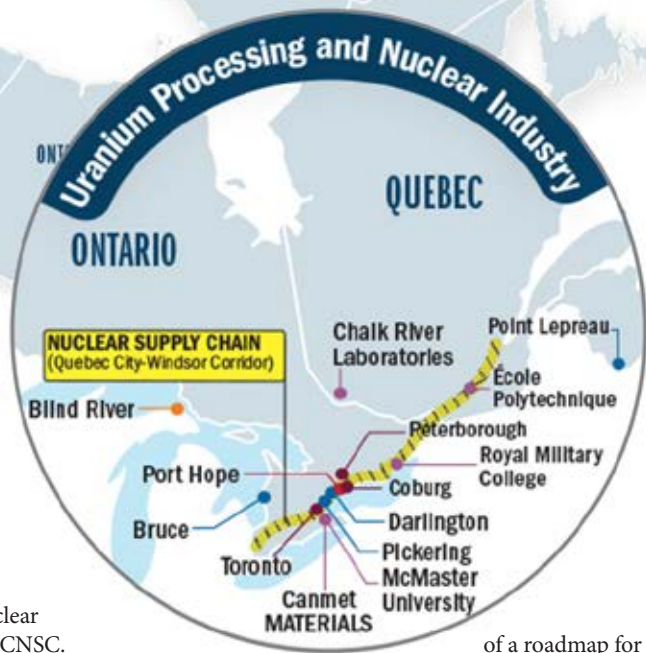 Uranium Processing and Nuclear Industry
ONT
QUEBEC
ONTARIO
NUCLEAR SUPPLY CHAIN
(Quebec City-Windsor Corridor)
Chalk River
Laboratories
Point Lepreau
École
Polytechnique
Blind River
Peterborough
Royal Military
College
Port Hope
Coburg
Bruce
Darlington
Pickering
Toronto
McMaster
University
Canmet
MATERIALS
clear
CNSC.
of a roadmap for